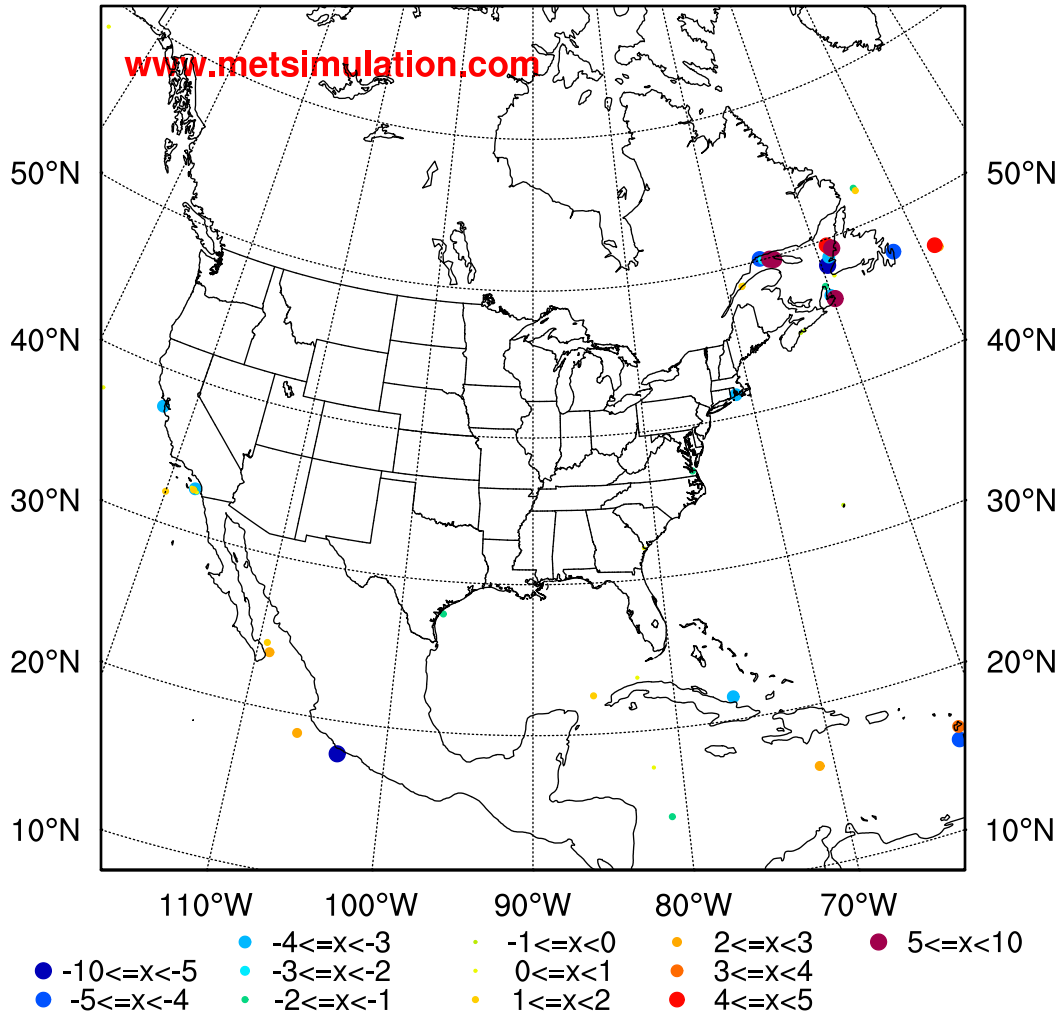 www.metsimulation.com
50°N 50°N
40°N 40°N
30°N 30°N
20°N 20°N
10°N 10°N
110°W 100°W 90°W 80°W 70°W
-4<=x<-3 -1<=x<0 2<=x<3 5<=x<10
-10<=x<-5 -3<=x<-2 0<=x<1 3<=x<4
-5<=x<-4 -2<=x<-1 1<=x<2 4<=x<5